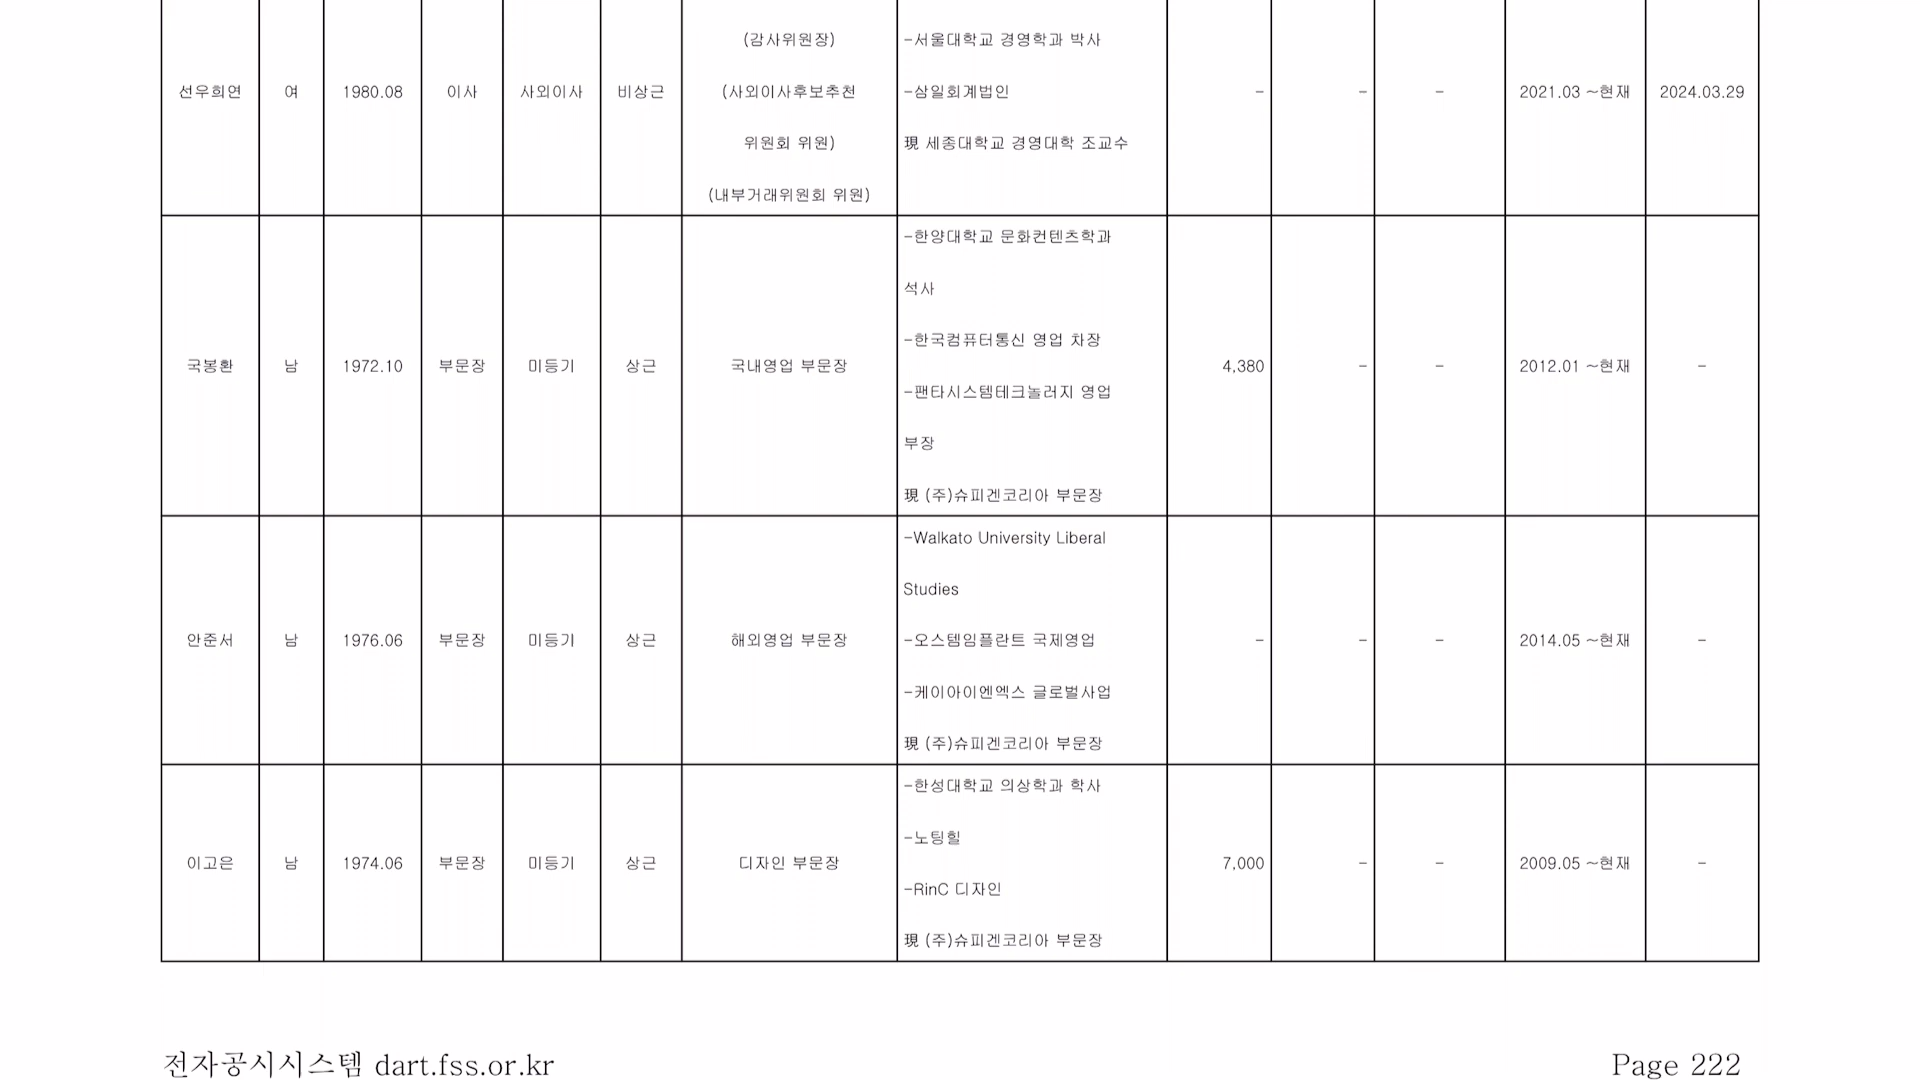 (감사위원장)
-서울대학교 경영학과 박사
선우희연 여 1980.08 이사 사외이사 비상근 (사외이사후보추천 -삼일회계법인 - - - 2021.03 ~현재 2024.03.29
위원회 위원) 現 세종대학교 경영대학 조교수
(내부거래위원회 위원)
-한양대학교 문화컨텐츠학과
석사
-한국컴퓨터통신 영업 차장
국봉환 남 1972.10 부문장 미등기 상근 국내영업 부문장 4,380 - - 2012.01 ~현재 -
-팬타시스템테크놀러지 영업
부장
現 (주)슈피겐코리아 부문장
-Walkato University Liberal
Studies
안준서 남 1976.06 부문장 미등기 상근 해외영업 부문장 -오스템임플란트 국제영업 - - - 2014.05 ~현재 -
-케이아이엔엑스 글로벌사업
現 (주)슈피겐코리아 부문장
-한성대학교 의상학과 학사
-노팅힐
이고은 남 1974.06 부문장 미등기 상근 디자인 부문장 7,000 - - 2009.05 ~현재 -
-RinC 디자인
現 (주)슈피겐코리아 부문장
전자공시시스템 dart.fss.or.kr Page 222